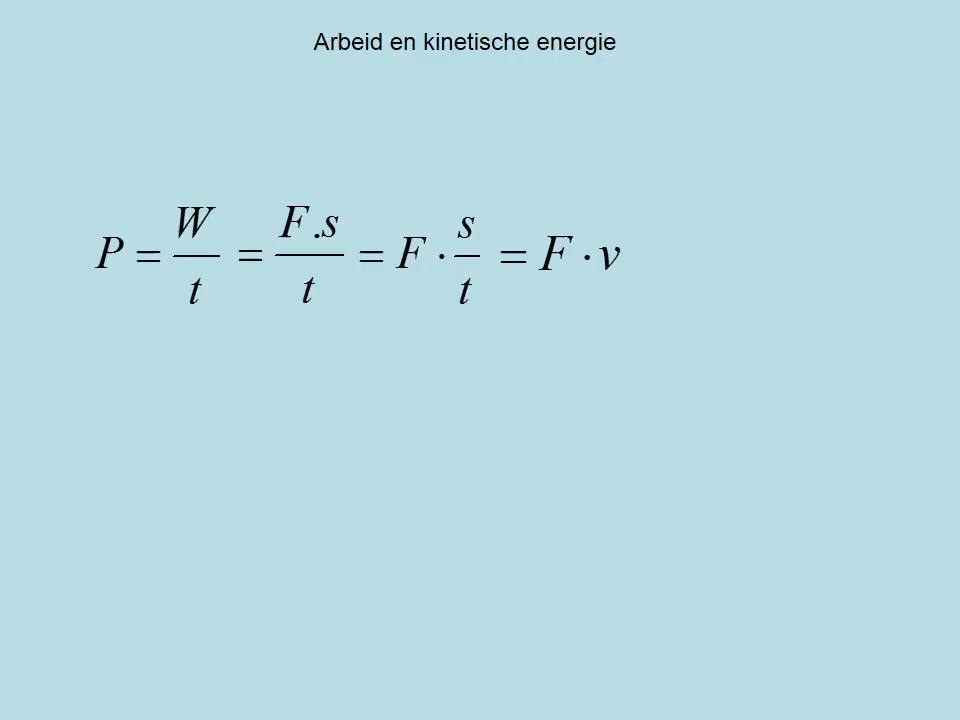 Arbeid en kinetische energie
P = W/t = F.s/t = F · s/t = F · v